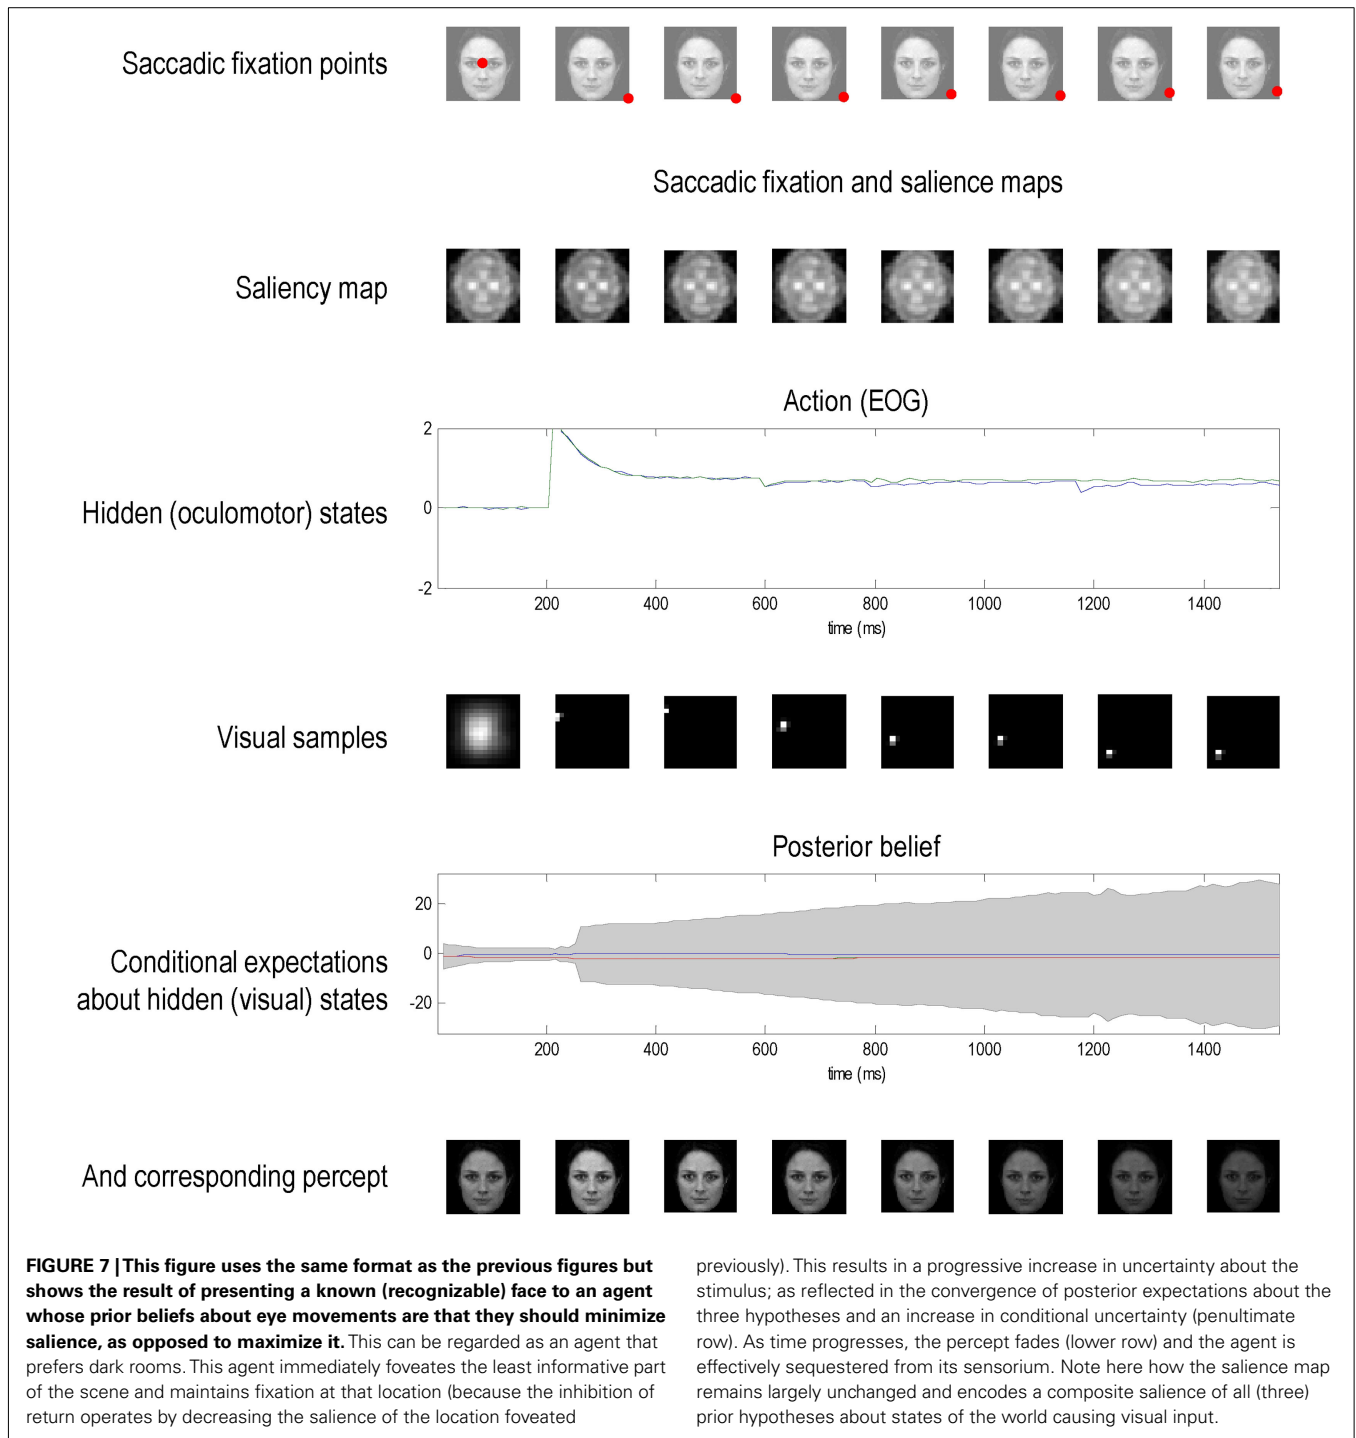 Saccadic fixation points
Saccadic fixation and salience maps
Saliency map
Action (EOG)
2
0
-2
Hidden (oculomotor) states
200 400 600 800 1000 1200 1400
time (ms)
Visual samples
Posterior belief
20
0
-20
Conditional expectations
about hidden (visual) states
200 400 600 800 1000 1200 1400
time (ms)
And corresponding percept
FIGURE 7 | This figure uses the same format as the previous figures but
shows the result of presenting a known (recognizable) face to an agent
whose prior beliefs about eye movements are that they should minimize
salience, as opposed to maximize it. This can be regarded as an agent that
prefers dark rooms. This agent immediately foveates the least informative part
of the scene and maintains fixation at that location (because the inhibition of
return operates by decreasing the salience of the location foveated
previously). This results in a progressive increase in uncertainty about the
stimulus; as reflected in the convergence of posterior expectations about the
three hypotheses and an increase in conditional uncertainty (penultimate
row). As time progresses, the percept fades (lower row) and the agent is
effectively sequestered from its sensorium. Note here how the salience map
remains largely unchanged and encodes a composite salience of all (three)
prior hypotheses about states of the world causing visual input.